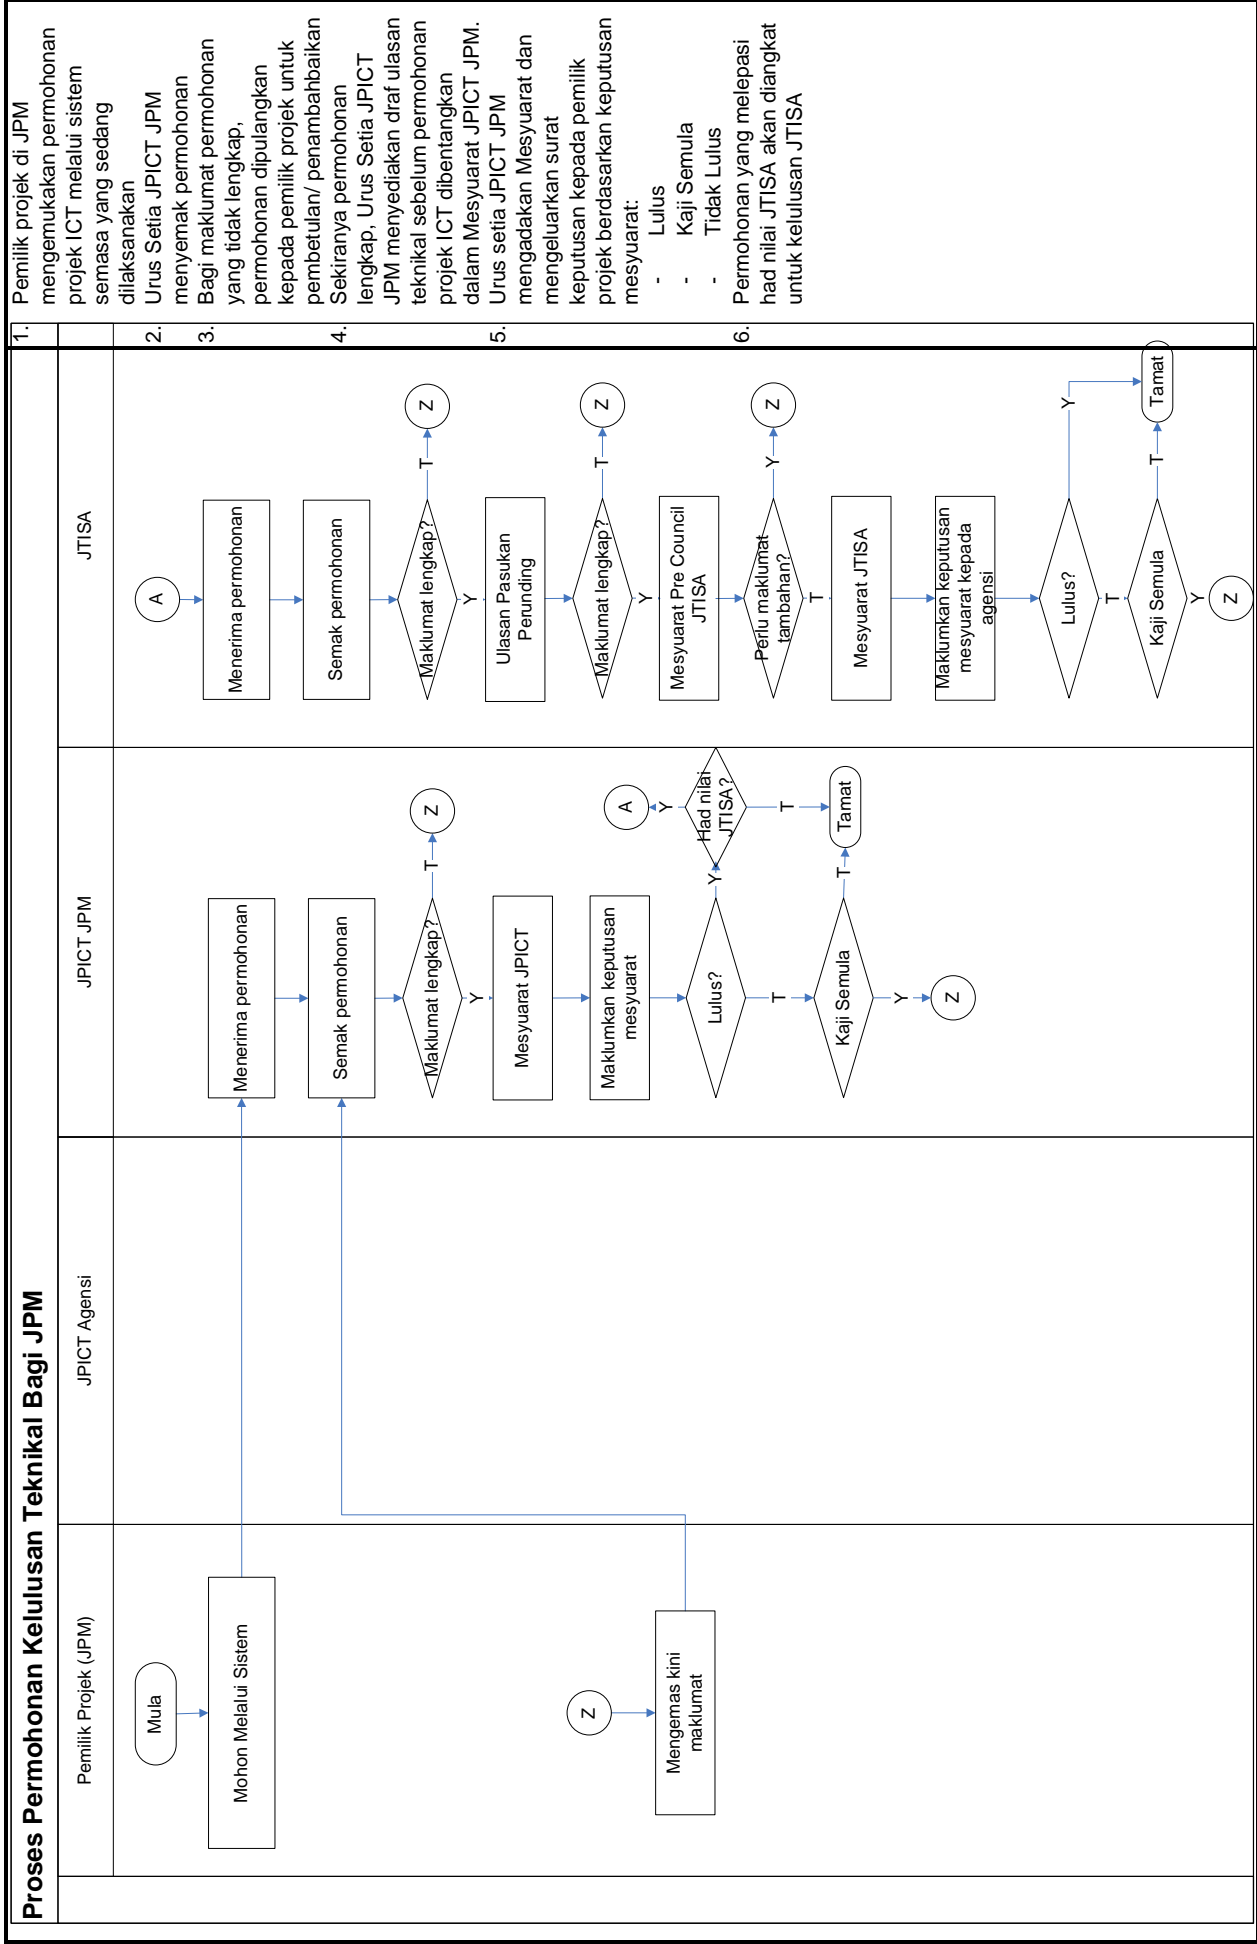 Proses Permohonan Kelulusan Teknikal Bagi JPM
Pemilik Projek (JPM)
JPICT Agensi
JPICT JPM
JTISA
Mula
Mohon Melalui Sistem
Z
Mengemas kini
maklumat
Menerima permohonan
Semak permohonan
Maklumat lengkap?
T
Z
Y
Mesyuarat JPICT
Maklumkan keputusan
mesyuarat
Lulus?
Y
Had nilai
JTISA?
Y
A
T
Tamat
T
Kaji Semula
T
Y
Z
A
Menerima permohonan
Semak permohonan
Maklumat lengkap?
T
Z
Y
Ulasan Pasukan
Perunding
Maklumat lengkap?
T
Z
Y
Mesyuarat Pre Council
JTISA
Perlu maklumat
tambahan?
Y
Z
T
Mesyuarat JTISA
Maklumkan keputusan
mesyuarat kepada
agensi
Lulus?
Y
T
Kaji Semula
T
Tamat
Y
Z
1. Pemilik projek di JPM
mengemukakan permohonan
projek ICT melalui sistem
semasa yang sedang
dilaksanakan
2. Urus Setia JPICT JPM
menyemak permohonan
3. Bagi maklumat permohonan
yang tidak lengkap,
permohonan dipulangkan
kepada pemilik projek untuk
pembetulan/ penambahbaikan
4. Sekiranya permohonan
lengkap, Urus Setia JPICT
JPM menyediakan draf ulasan
teknikal sebelum permohonan
projek ICT dibentangkan
dalam Mesyuarat JPICT JPM.
5. Urus setia JPICT JPM
mengadakan Mesyuarat dan
mengeluarkan surat
keputusan kepada pemilik
projek berdasarkan keputusan
mesyuarat:
- Lulus
- Kaji Semula
- Tidak Lulus
6. Permohonan yang melepasi
had nilai JTISA akan diangkat
untuk kelulusan JTISA